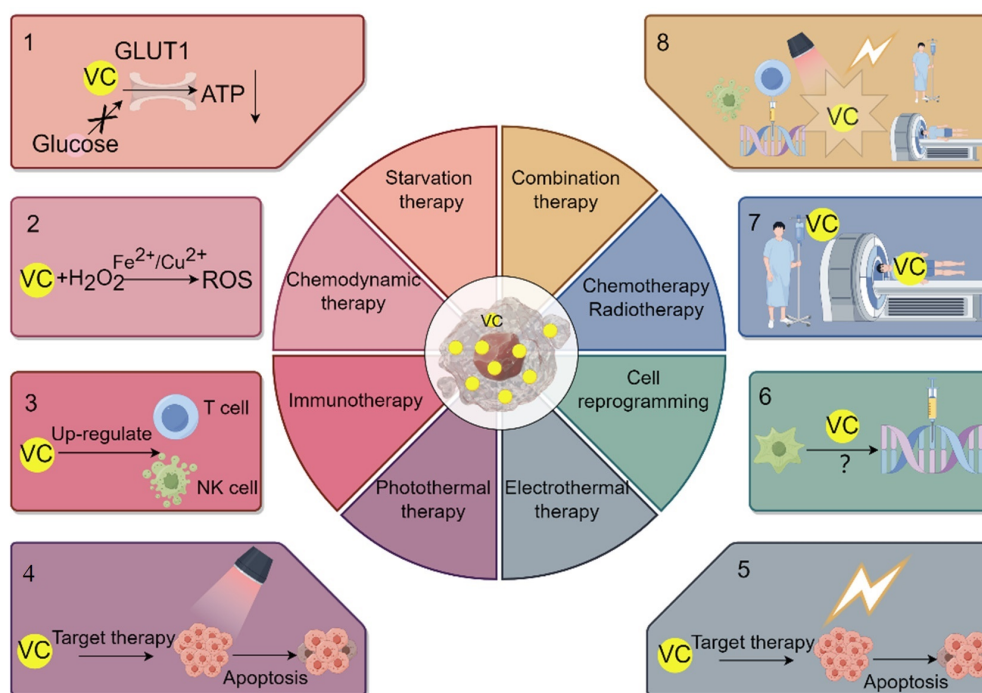 1
GLUT1
VC
ATP
Glucose
2
VC+H₂O₂
Fe²⁺/Cu²⁺
ROS
3
T cell
Up-regulate
VC
NK cell
4
VC
Target therapy
Apoptosis
Starvation
therapy
Combination
therapy
Chemodynamic
therapy
Chemotherapy
Radiotherapy
VC
Immunotherapy
Cell
reprogramming
Photothermal
therapy
Electrothermal
therapy
8
VC
7
VC
VC
6
VC
?
5
VC
Target therapy
Apoptosis